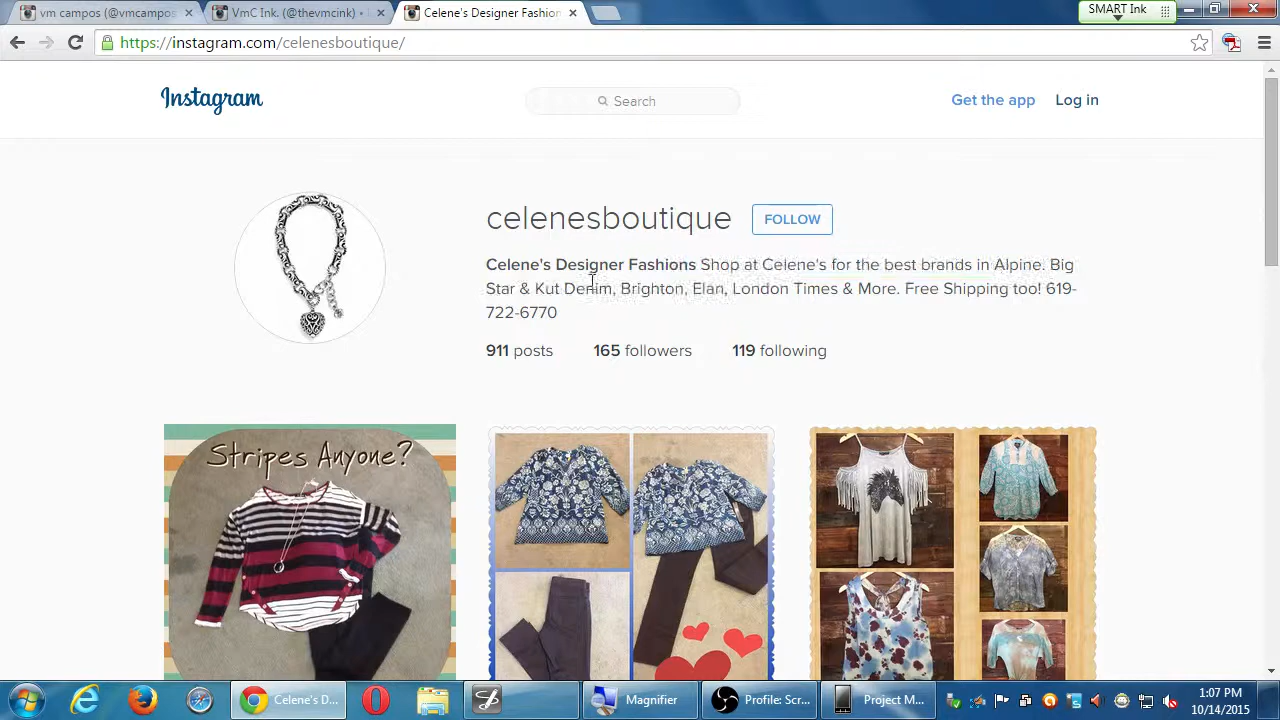 vm campos (@vmcampos
VmC Ink. (@thevmcink) •
Celene's Designer Fashion
SMART Ink
https://instagram.com/celenesboutique/
Instagram
Search
Get the app
Log in
celenesboutique
FOLLOW
Celene's Designer Fashions Shop at Celene's for the best brands in Alpine. Big
Star & Kut Denim, Brighton, Elan, London Times & More. Free Shipping too! 619-
722-6770
911 posts
165 followers
119 following
Stripes Anyone?
Celene's D...
Magnifier
Profile: Scr...
Project M...
1:07 PM
10/14/2015